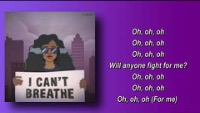 I CAN'T
BREATHE
Oh, oh, oh
Oh, oh, oh
Oh, oh, oh
Will anyone fight for me?
Oh, oh, oh
Oh, oh, oh
Oh, oh, oh (For me)